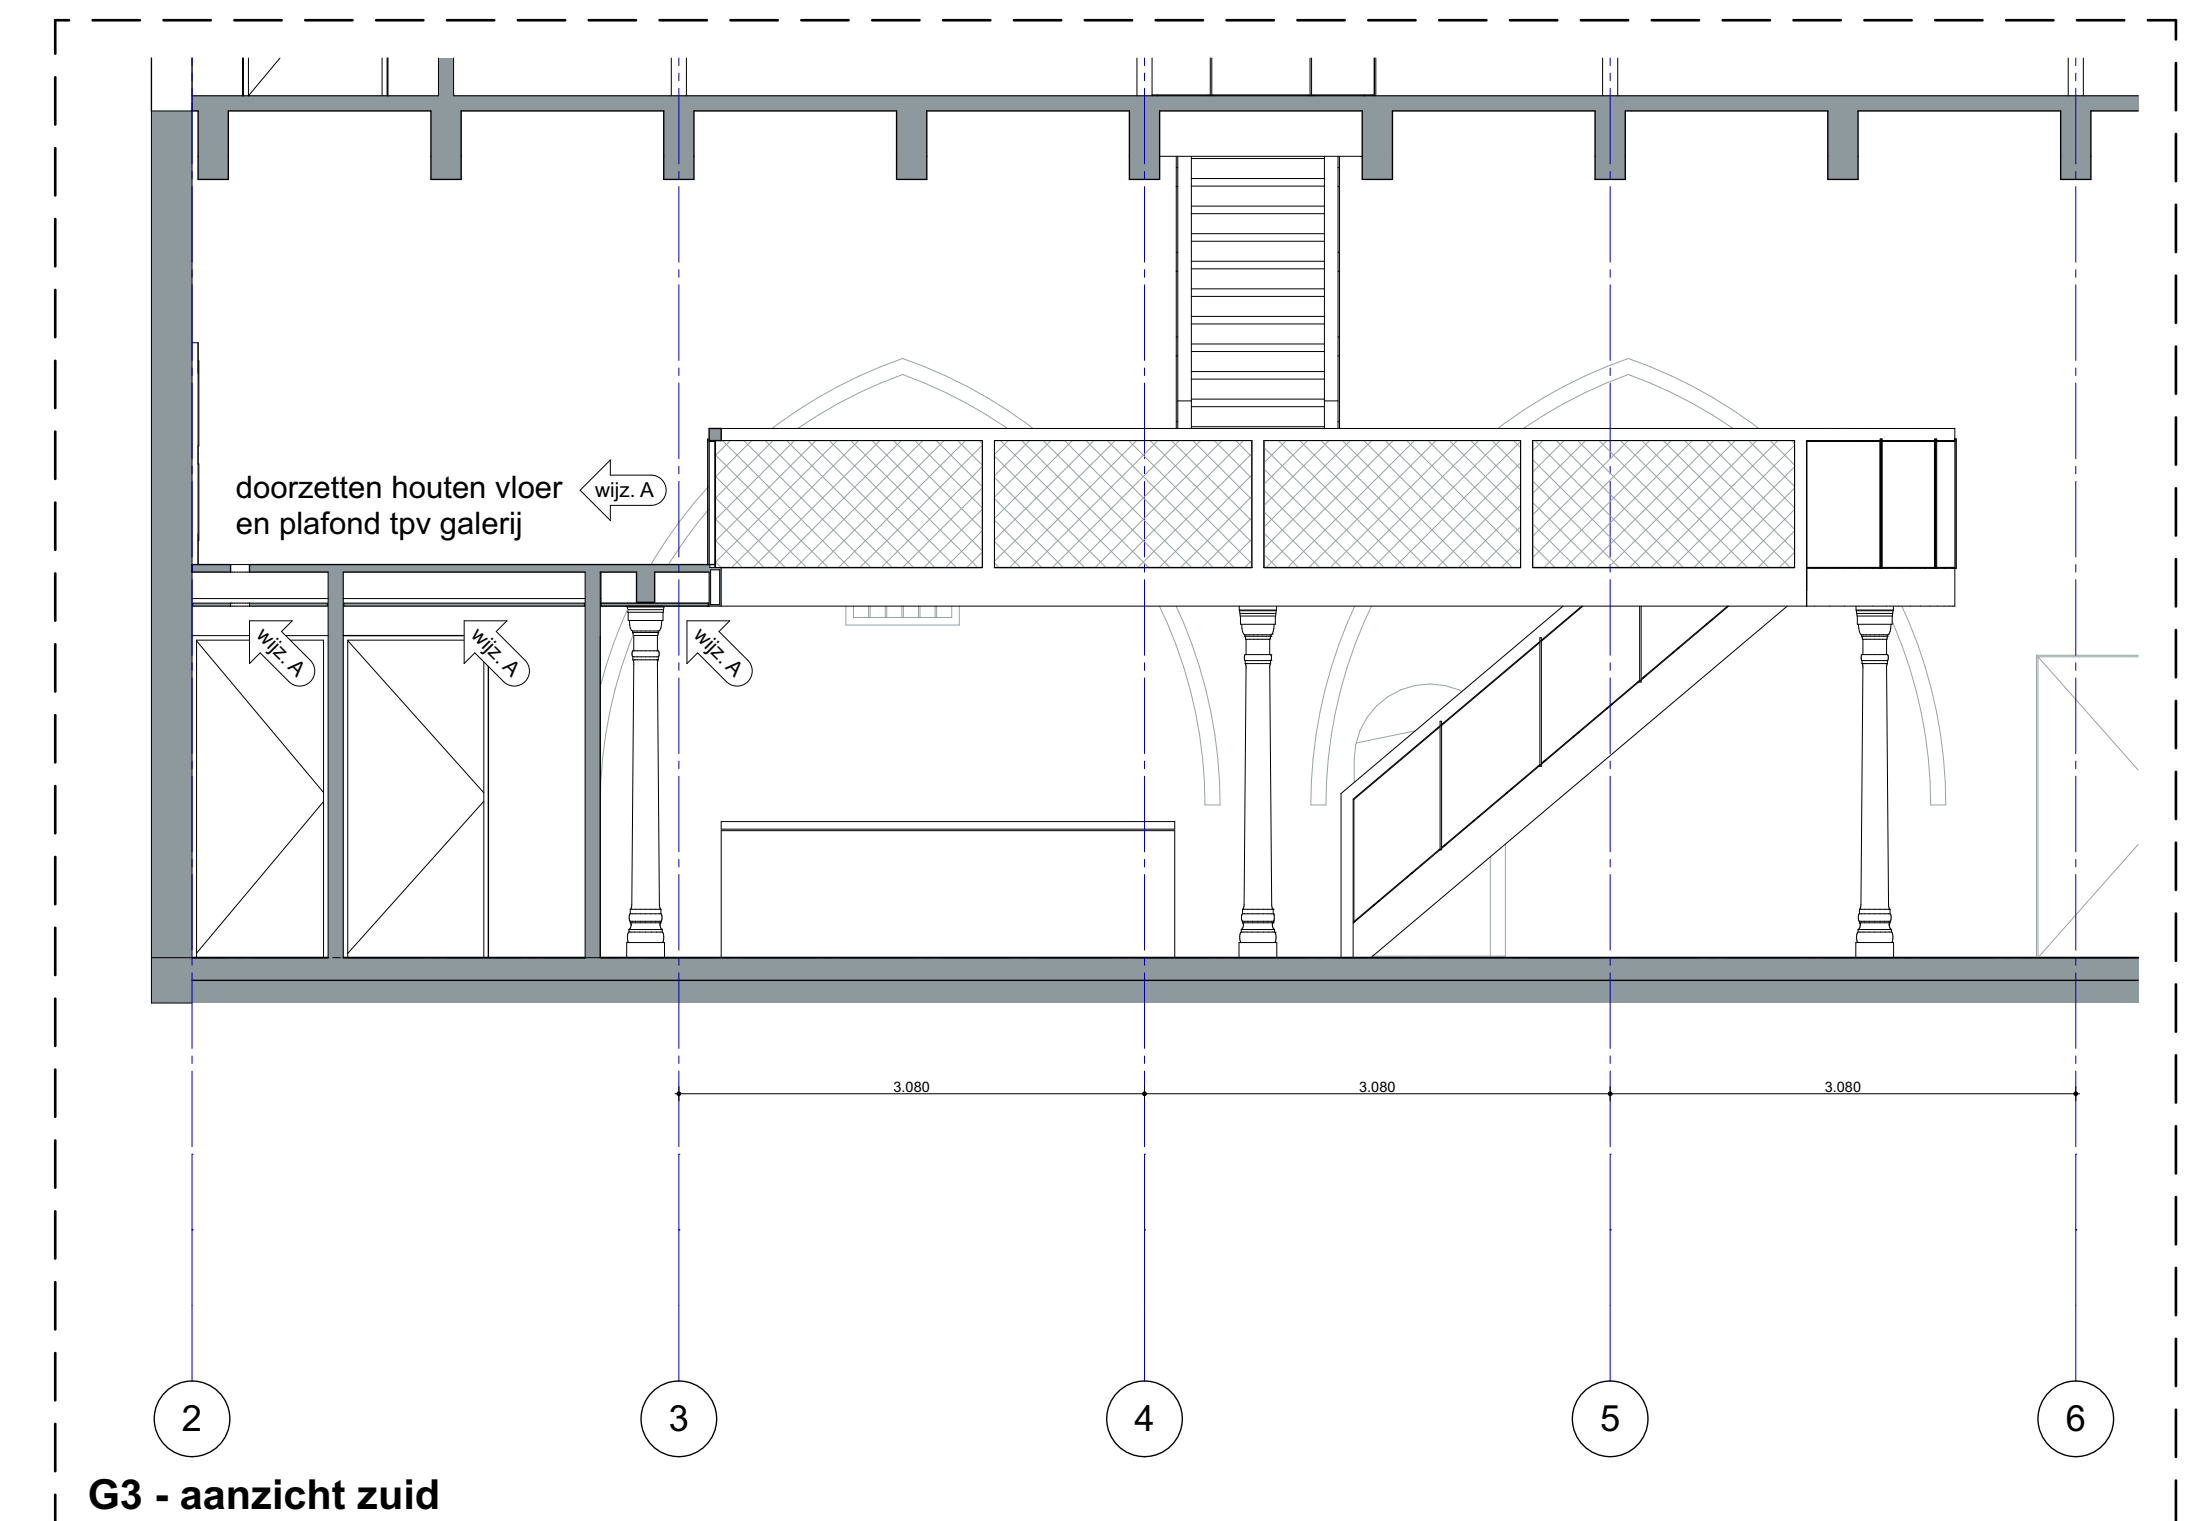 doorzetten houten vloer
en plafond tpv galerij
wijz. A
wijz. A
wijz. A
wijz. A
3.080
3.080
3.080
2
3
4
5
6
G3 - aanzicht zuid